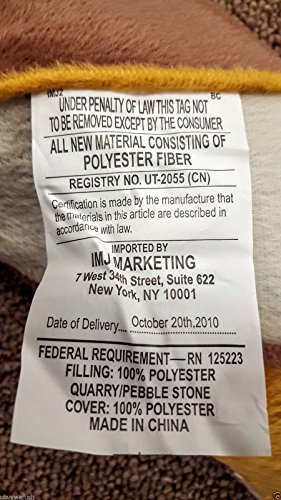 IMJ2 BC
UNDER PENALTY OF LAW THIS TAG NOT
TO BE REMOVED EXCEPT BY THE CONSUMER
ALL NEW MATERIAL CONSISTING OF
POLYESTER FIBER
REGISTRY NO. UT-2055 (CN)
Certification is made by the manufacture that
the materials in this article are described in
accordance with law.
IMPORTED BY
IMJ MARKETING
7 West 34th Street, Suite 622
New York, NY 10001
Date of Delivery.... October 20th,2010
FEDERAL REQUIREMENT—RN 125223
FILLING: 100% POLYESTER
QUARRY/PEBBLE STONE
COVER: 100% POLYESTER
MADE IN CHINA